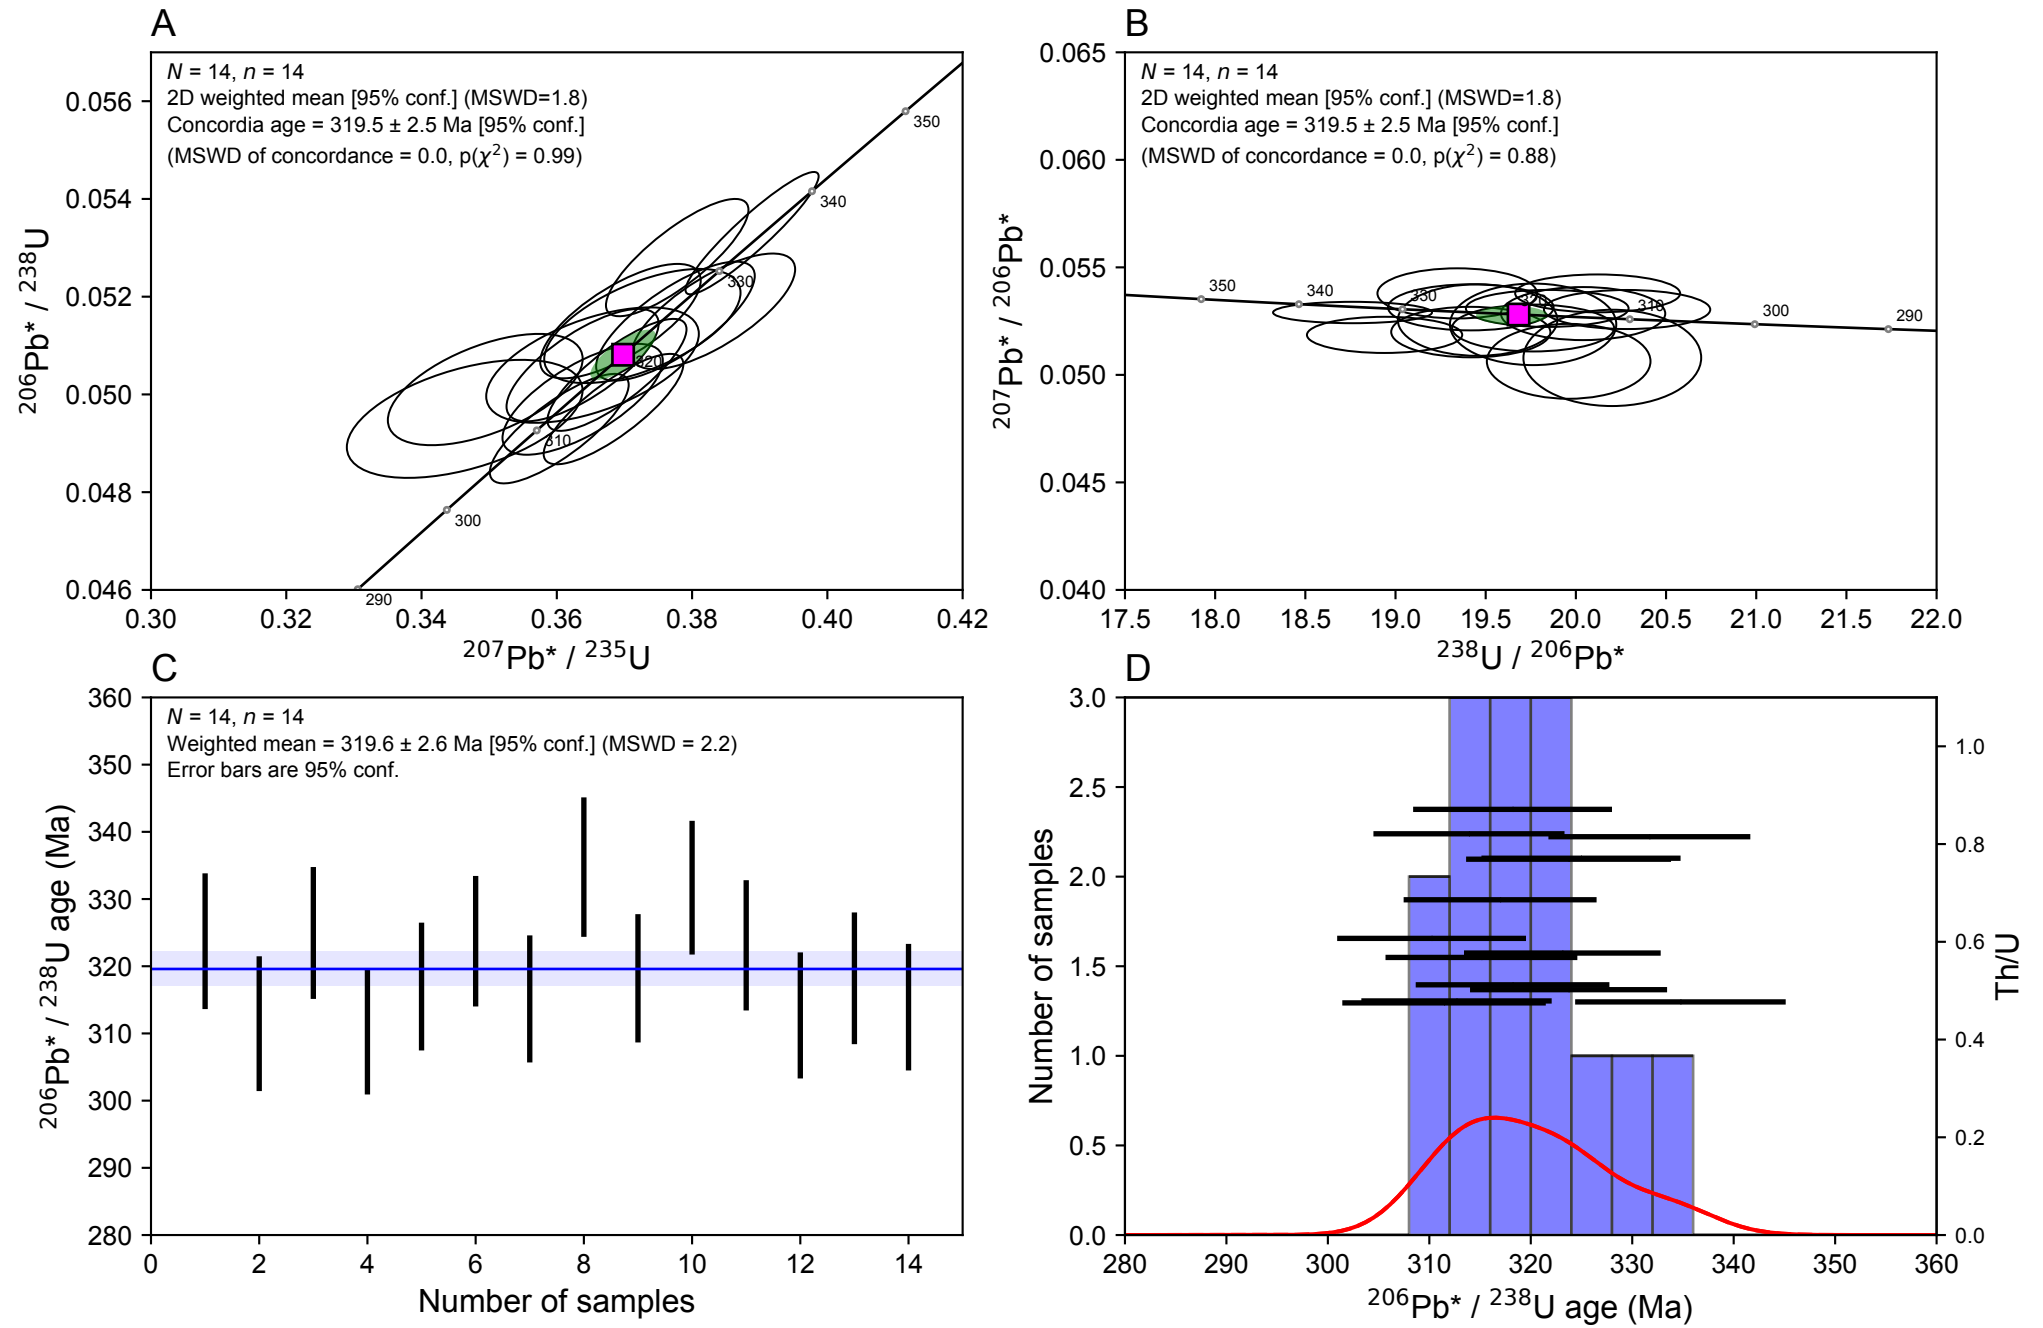 A
N = 14, n = 14
2D weighted mean [95% conf.] (MSWD=1.8)
Concordia age = 319.5 ± 2.5 Ma [95% conf.]
(MSWD of concordance = 0.0, p(χ²) = 0.99)
0.056
0.054
0.052
0.050
0.048
0.046
²⁰⁶Pb* / ²³⁸U
350
340
330
320
310
300
290
0.30 0.32 0.34 0.36 0.38 0.40 0.42
²⁰⁷Pb* / ²³⁵U
B
N = 14, n = 14
2D weighted mean [95% conf.] (MSWD=1.8)
Concordia age = 319.5 ± 2.5 Ma [95% conf.]
(MSWD of concordance = 0.0, p(χ²) = 0.88)
0.065
0.060
0.055
0.050
0.045
0.040
²⁰⁷Pb* / ²⁰⁶Pb*
350 340 330 320 310 300 290
17.5 18.0 18.5 19.0 19.5 20.0 20.5 21.0 21.5 22.0
²³⁸U / ²⁰⁶Pb*
C
N = 14, n = 14
Weighted mean = 319.6 ± 2.6 Ma [95% conf.] (MSWD = 2.2)
Error bars are 95% conf.
360
350
340
330
320
310
300
290
280
²⁰⁶Pb* / ²³⁸U age (Ma)
0 2 4 6 8 10 12 14
Number of samples
D
3.0
2.5
2.0
1.5
1.0
0.5
0.0
Number of samples
1.0
0.8
0.6
0.4
0.2
0.0
Th/U
280 290 300 310 320 330 340 350 360
²⁰⁶Pb* / ²³⁸U age (Ma)